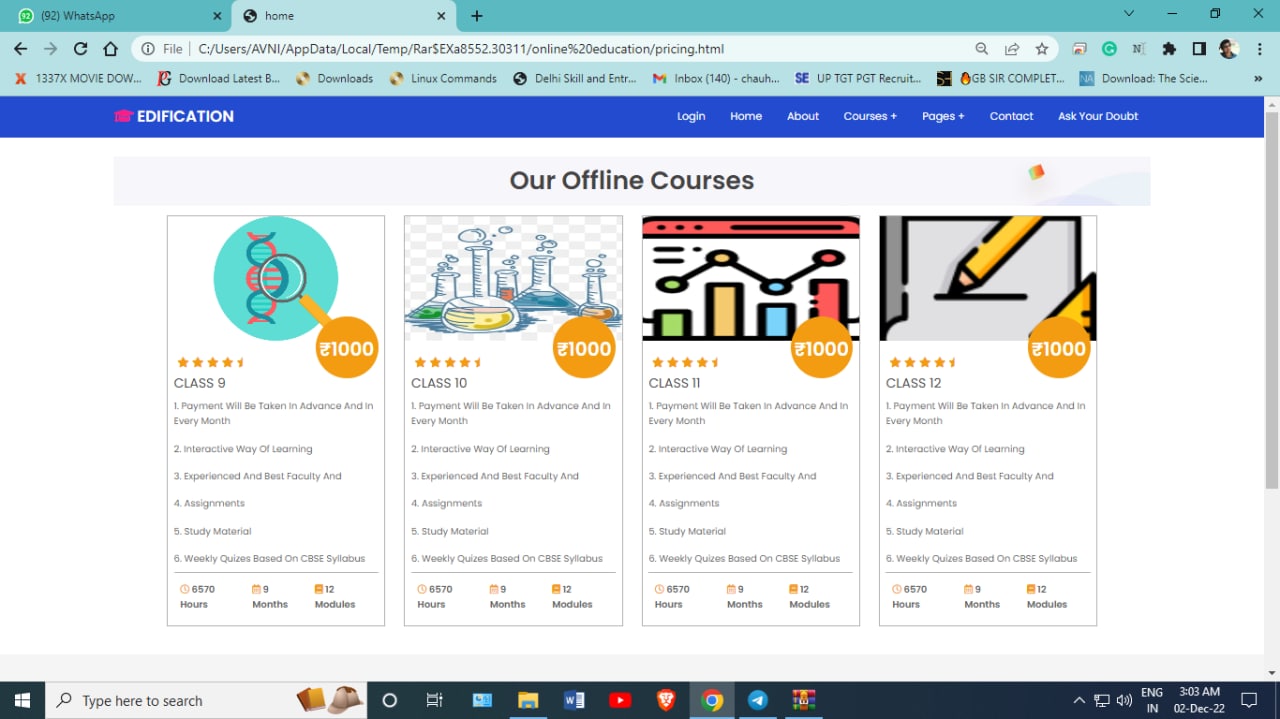 (92) WhatsApp
home
File
C:/Users/AVNI/AppData/Local/Temp/Rar$EXa8552.30311/online%20education/pricing.html
1337X MOVIE DOW...
Download Latest B...
Downloads
Linux Commands
Delhi Skill and Entr...
Inbox (140) - chauh...
SE UP TGT PGT Recruit...
GB SIR COMPLET...
NA Download: The Scie...
»
EDIFICATION
Login
Home
About
Courses +
Pages +
Contact
Ask Your Doubt
Our Offline Courses
₹1000
CLASS 9
1. Payment Will Be Taken In Advance And In
Every Month
2. Interactive Way Of Learning
3. Experienced And Best Faculty And
4. Assignments
5. Study Material
6. Weekly Quizes Based On CBSE Syllabus
6570 Hours
9 Months
12 Modules
₹1000
CLASS 10
1. Payment Will Be Taken In Advance And In
Every Month
2. Interactive Way Of Learning
3. Experienced And Best Faculty And
4. Assignments
5. Study Material
6. Weekly Quizes Based On CBSE Syllabus
6570 Hours
9 Months
12 Modules
₹1000
CLASS 11
1. Payment Will Be Taken In Advance And In
Every Month
2. Interactive Way Of Learning
3. Experienced And Best Faculty And
4. Assignments
5. Study Material
6. Weekly Quizes Based On CBSE Syllabus
6570 Hours
9 Months
12 Modules
₹1000
CLASS 12
1. Payment Will Be Taken In Advance And In
Every Month
2. Interactive Way Of Learning
3. Experienced And Best Faculty And
4. Assignments
5. Study Material
6. Weekly Quizes Based On CBSE Syllabus
6570 Hours
9 Months
12 Modules
Type here to search
ENG
IN
3:03 AM
02-Dec-22